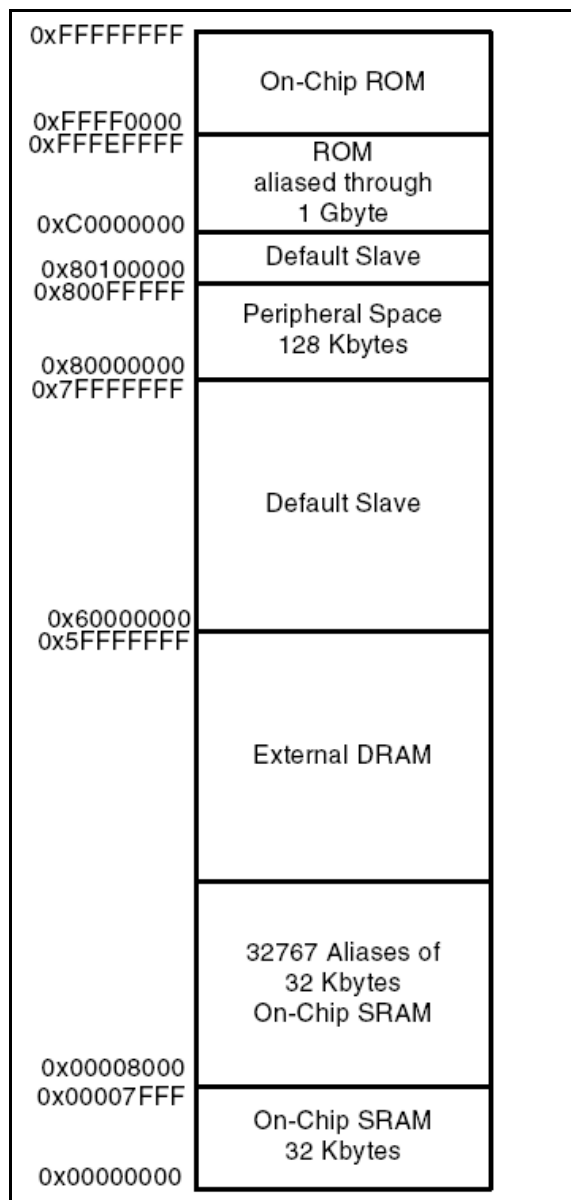 0xFFFFFFFF
On-Chip ROM
0xFFFF0000
0xFFFEFFFF
ROM
aliased through
1 Gbyte
0xC0000000
Default Slave
0x80100000
0x800FFFFF
Peripheral Space
128 Kbytes
0x80000000
0x7FFFFFFF
Default Slave
0x60000000
0x5FFFFFFF
External DRAM
32767 Aliases of
32 Kbytes
On-Chip SRAM
0x00008000
0x00007FFF
On-Chip SRAM
32 Kbytes
0x00000000